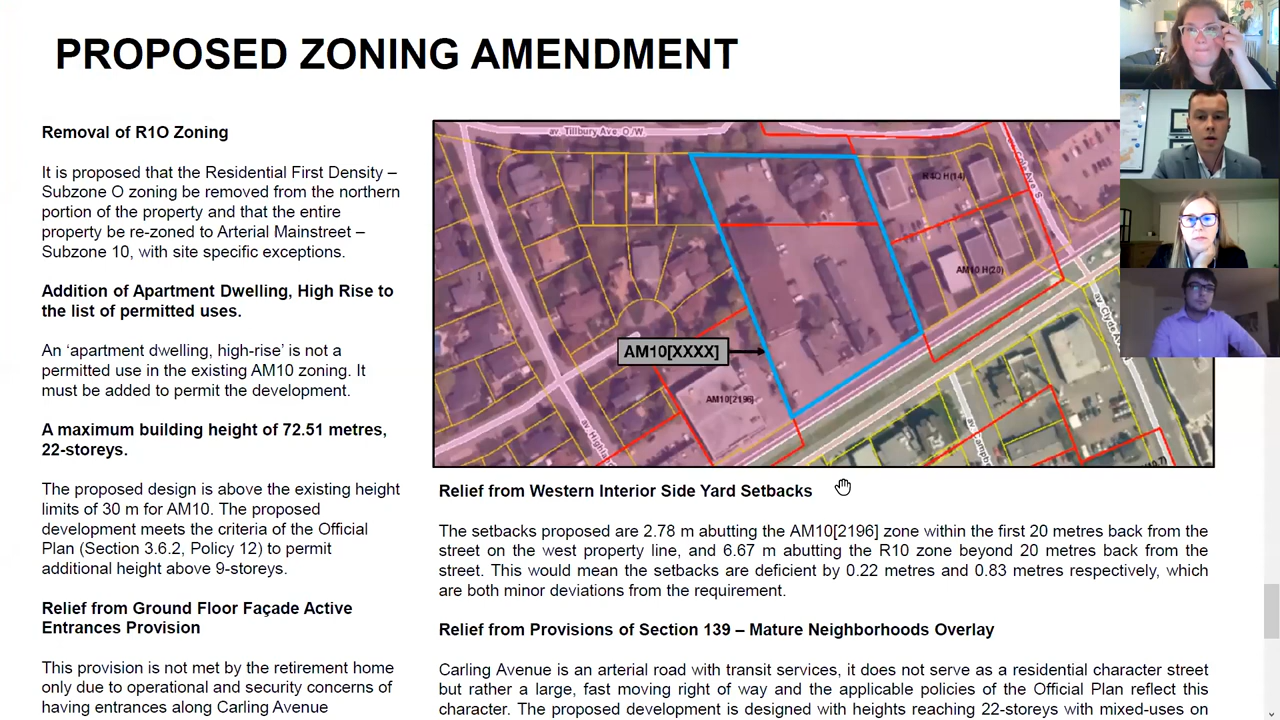 PROPOSED ZONING AMENDMENT
Removal of R1O Zoning
It is proposed that the Residential First Density –
Subzone O zoning be removed from the northern
portion of the property and that the entire
property be re-zoned to Arterial Mainstreet –
Subzone 10, with site specific exceptions.
Addition of Apartment Dwelling, High Rise to
the list of permitted uses.
An ‘apartment dwelling, high-rise’ is not a
permitted use in the existing AM10 zoning. It
must be added to permit the development.
A maximum building height of 72.51 metres,
22-storeys.
The proposed design is above the existing height
limits of 30 m for AM10. The proposed
development meets the criteria of the Official
Plan (Section 3.6.2, Policy 12) to permit
additional height above 9-storeys.
Relief from Ground Floor Façade Active
Entrances Provision
This provision is not met by the retirement home
only due to operational and security concerns of
having entrances along Carling Avenue
av. Tillbury Ave. O./W.
R4Q H(14)
av. Cole Ave S
AM10 H(20)
AM10[XXXX]
AM10[2196]
av. Highla
av. Campb
av. Clyde Ave
Relief from Western Interior Side Yard Setbacks
The setbacks proposed are 2.78 m abutting the AM10[2196] zone within the first 20 metres back from the
street on the west property line, and 6.67 m abutting the R10 zone beyond 20 metres back from the
street. This would mean the setbacks are deficient by 0.22 metres and 0.83 metres respectively, which
are both minor deviations from the requirement.
Relief from Provisions of Section 139 – Mature Neighborhoods Overlay
Carling Avenue is an arterial road with transit services, it does not serve as a residential character street
but rather a large, fast moving right of way and the applicable policies of the Official Plan reflect this
character. The proposed development is designed with heights reaching 22-storeys with mixed-uses on